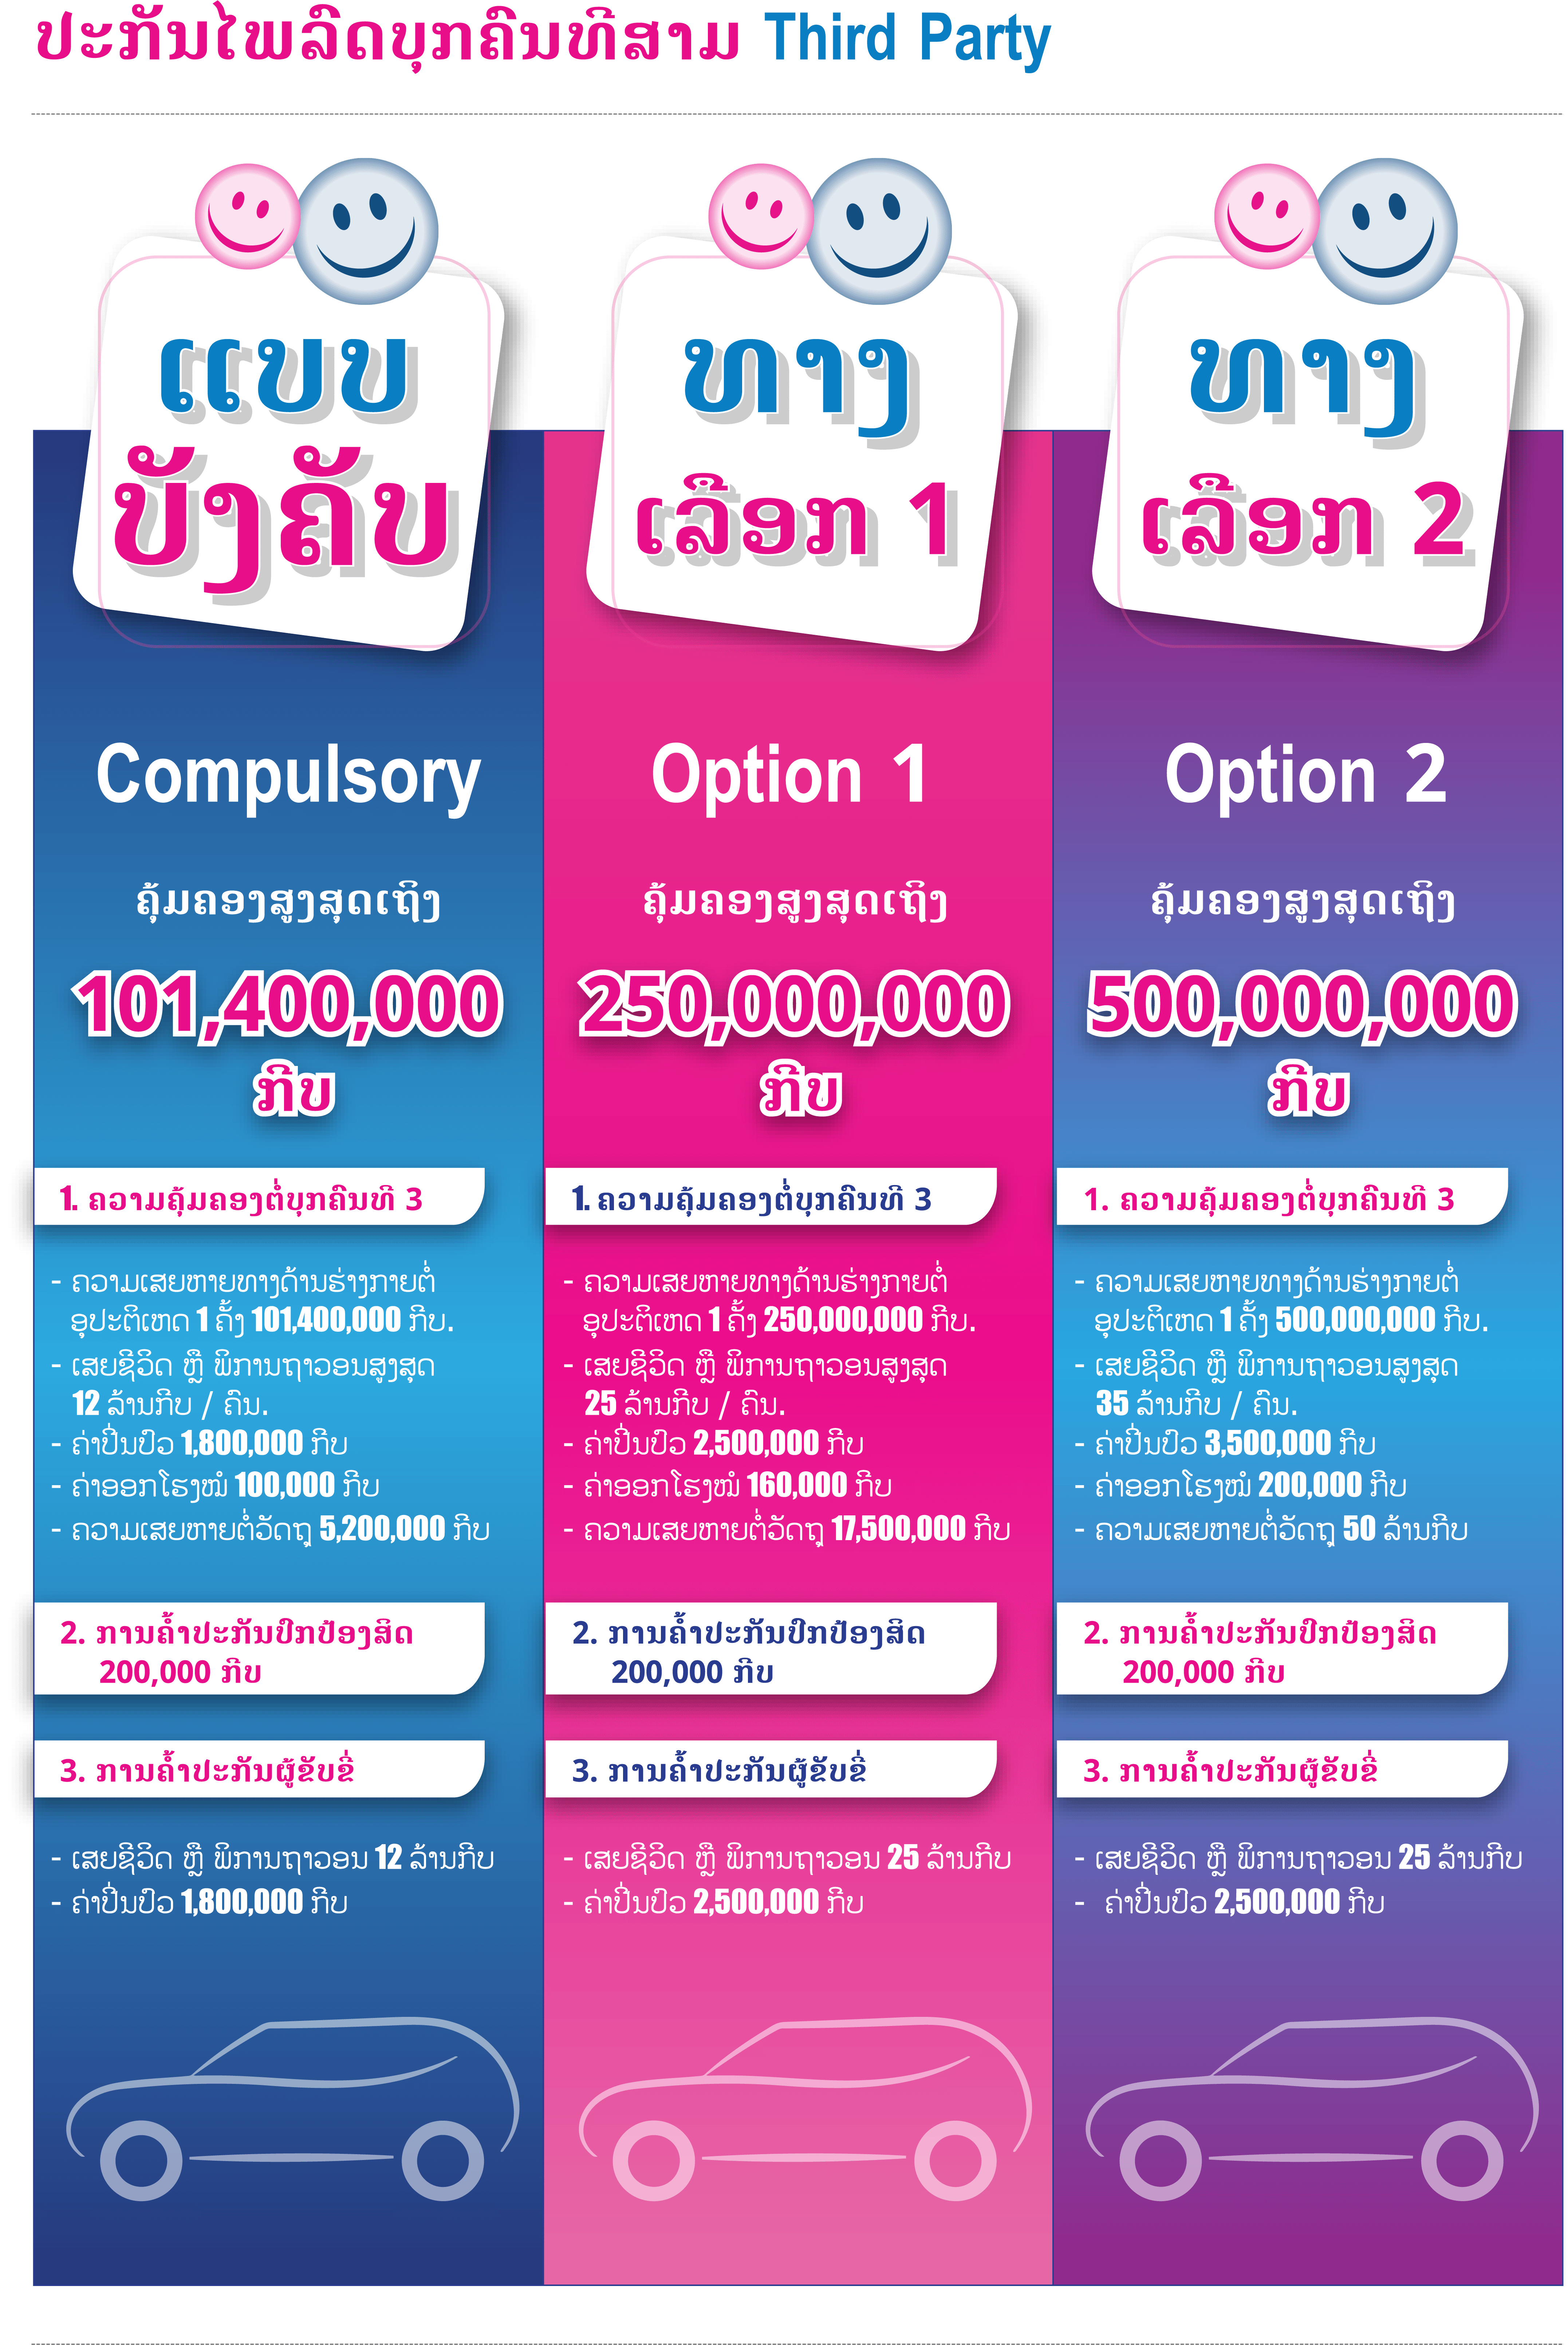 ປະກັນໄພລົດບຸກຄົນທີສາມ Third Party
ແບບ
ບັງຄັບ
Compulsory
ຄຸ້ມຄອງສູງສຸດເຖິງ
101,400,000
ກີບ
1. ຄວາມຄຸ້ມຄອງຕໍ່ບຸກຄົນທີ 3
- ຄວາມເສຍຫາຍທາງດ້ານຮ່າງກາຍຕໍ່
ອຸປະຕິເຫດ 1 ຄັ້ງ 101,400,000 ກີບ.
- ເສຍຊີວິດ ຫຼື ພິການຖາວອນສູງສຸດ
12 ລ້ານກີບ / ຄົນ.
- ຄ່າປິ່ນປົວ 1,800,000 ກີບ
- ຄ່າອອກໂຮງໝໍ 100,000 ກີບ
- ຄວາມເສຍຫາຍຕໍ່ວັດຖຸ 5,200,000 ກີບ
2. ການຄ້ຳປະກັນປົກປ້ອງສິດ
200,000 ກີບ
3. ການຄ້ຳປະກັນຜູ້ຂັບຂີ່
- ເສຍຊີວິດ ຫຼື ພິການຖາວອນ 12 ລ້ານກີບ
- ຄ່າປິ່ນປົວ 1,800,000 ກີບ
ທາງ
ເລືອກ 1
Option 1
ຄຸ້ມຄອງສູງສຸດເຖິງ
250,000,000
ກີບ
1. ຄວາມຄຸ້ມຄອງຕໍ່ບຸກຄົນທີ 3
- ຄວາມເສຍຫາຍທາງດ້ານຮ່າງກາຍຕໍ່
ອຸປະຕິເຫດ 1 ຄັ້ງ 250,000,000 ກີບ.
- ເສຍຊີວິດ ຫຼື ພິການຖາວອນສູງສຸດ
25 ລ້ານກີບ / ຄົນ.
- ຄ່າປິ່ນປົວ 2,500,000 ກີບ
- ຄ່າອອກໂຮງໝໍ 160,000 ກີບ
- ຄວາມເສຍຫາຍຕໍ່ວັດຖຸ 17,500,000 ກີບ
2. ການຄ້ຳປະກັນປົກປ້ອງສິດ
200,000 ກີບ
3. ການຄ້ຳປະກັນຜູ້ຂັບຂີ່
- ເສຍຊີວິດ ຫຼື ພິການຖາວອນ 25 ລ້ານກີບ
- ຄ່າປິ່ນປົວ 2,500,000 ກີບ
ທາງ
ເລືອກ 2
Option 2
ຄຸ້ມຄອງສູງສຸດເຖິງ
500,000,000
ກີບ
1. ຄວາມຄຸ້ມຄອງຕໍ່ບຸກຄົນທີ 3
- ຄວາມເສຍຫາຍທາງດ້ານຮ່າງກາຍຕໍ່
ອຸປະຕິເຫດ 1 ຄັ້ງ 500,000,000 ກີບ.
- ເສຍຊີວິດ ຫຼື ພິການຖາວອນສູງສຸດ
35 ລ້ານກີບ / ຄົນ.
- ຄ່າປິ່ນປົວ 3,500,000 ກີບ
- ຄ່າອອກໂຮງໝໍ 200,000 ກີບ
- ຄວາມເສຍຫາຍຕໍ່ວັດຖຸ 50 ລ້ານກີບ
2. ການຄ້ຳປະກັນປົກປ້ອງສິດ
200,000 ກີບ
3. ການຄ້ຳປະກັນຜູ້ຂັບຂີ່
- ເສຍຊີວິດ ຫຼື ພິການຖາວອນ 25 ລ້ານກີບ
- ຄ່າປິ່ນປົວ 2,500,000 ກີບ